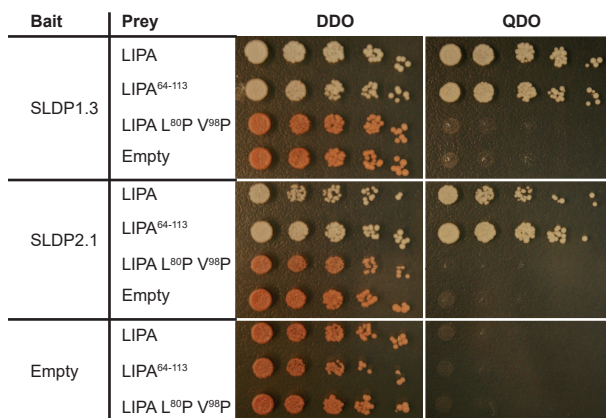 Bait Prey DDO QDO
SLDP1.3
LIPA
LIPA⁶⁴⁻¹¹³
LIPA L⁸⁰P V⁹⁸P
Empty
SLDP2.1
LIPA
LIPA⁶⁴⁻¹¹³
LIPA L⁸⁰P V⁹⁸P
Empty
Empty
LIPA
LIPA⁶⁴⁻¹¹³
LIPA L⁸⁰P V⁹⁸P